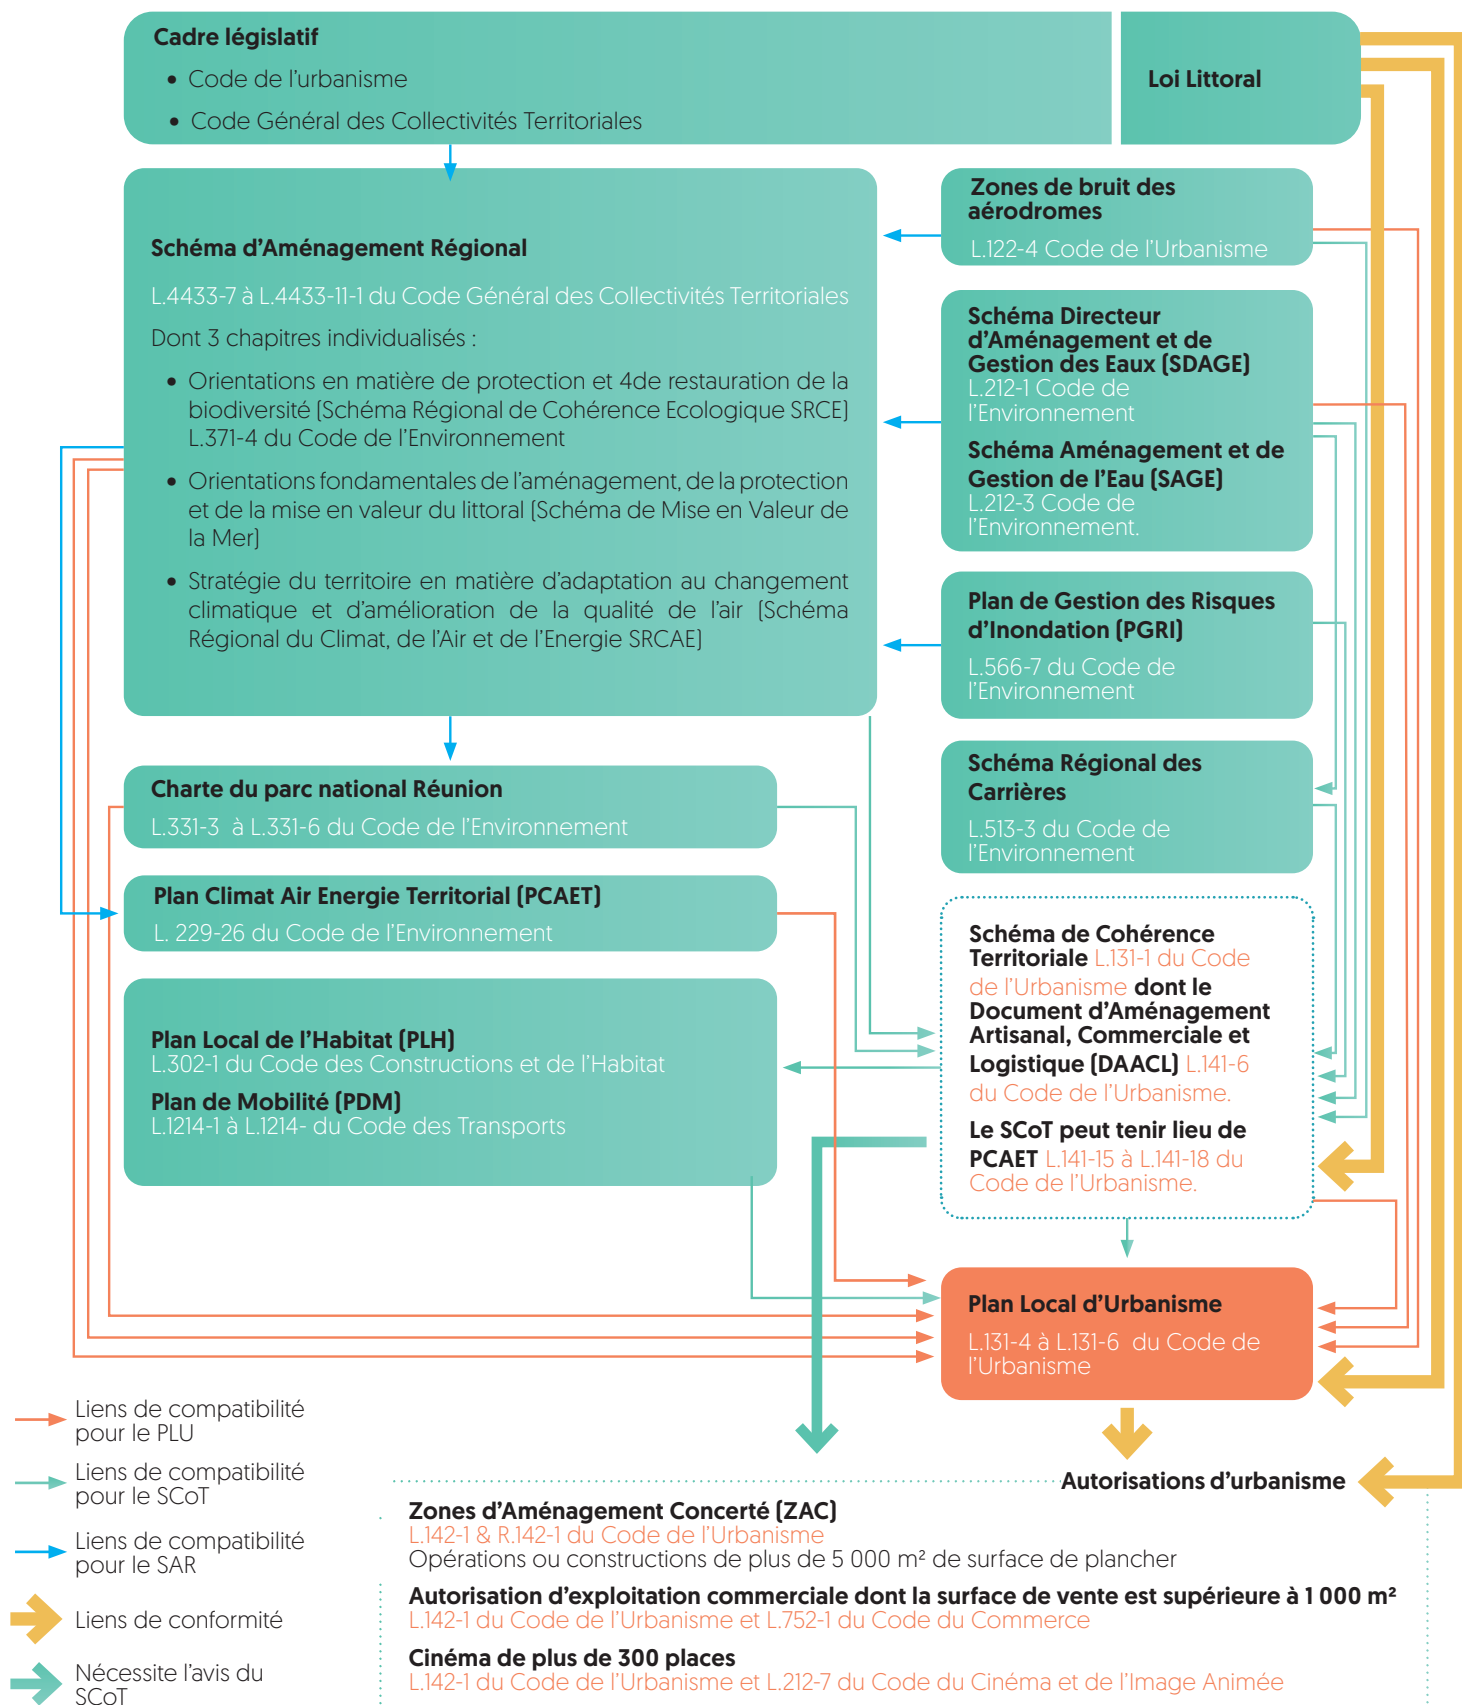 Cadre législatif
• Code de l'urbanisme
• Code Général des Collectivités Territoriales
Loi Littoral
Schéma d'Aménagement Régional
L.4433-7 à L.4433-11-1 du Code Général des Collectivités Territoriales
Dont 3 chapitres individualisés :
• Orientations en matière de protection et 4de restauration de la
biodiversité (Schéma Régional de Cohérence Ecologique SRCE)
L.371-4 du Code de l'Environnement
• Orientations fondamentales de l'aménagement, de la protection
et de la mise en valeur du littoral (Schéma de Mise en Valeur de
la Mer)
• Stratégie du territoire en matière d'adaptation au changement
climatique et d'amélioration de la qualité de l'air (Schéma
Régional du Climat, de l'Air et de l'Energie SRCAE)
Zones de bruit des
aérodromes
L.122-4 Code de l'Urbanisme
Schéma Directeur
d'Aménagement et de
Gestion des Eaux (SDAGE)
L.212-1 Code de
l'Environnement
Schéma Aménagement et de
Gestion de l'Eau (SAGE)
L.212-3 Code de
l'Environnement.
Plan de Gestion des Risques
d'Inondation (PGRI)
L.566-7 du Code de
l'Environnement
Schéma Régional des
Carrières
L.513-3 du Code de
l'Environnement
Charte du parc national Réunion
L.331-3 à L.331-6 du Code de l'Environnement
Plan Climat Air Energie Territorial (PCAET)
L. 229-26 du Code de l'Environnement
Plan Local de l'Habitat (PLH)
L.302-1 du Code des Constructions et de l'Habitat
Plan de Mobilité (PDM)
L.1214-1 à L.1214- du Code des Transports
Schéma de Cohérence
Territoriale L.131-1 du Code
de l'Urbanisme dont le
Document d'Aménagement
Artisanal, Commerciale et
Logistique (DAACL) L.141-6
du Code de l'Urbanisme.
Le SCoT peut tenir lieu de
PCAET L.141-15 à L.141-18 du
Code de l'Urbanisme.
Plan Local d'Urbanisme
L.131-4 à L.131-6 du Code de
l'Urbanisme
Liens de compatibilité
pour le PLU
Liens de compatibilité
pour le SCoT
Liens de compatibilité
pour le SAR
Liens de conformité
Nécessite l'avis du
SCoT
Autorisations d'urbanisme
Zones d'Aménagement Concerté (ZAC)
L.142-1 & R.142-1 du Code de l'Urbanisme
Opérations ou constructions de plus de 5 000 m² de surface de plancher
Autorisation d'exploitation commerciale dont la surface de vente est supérieure à 1 000 m²
L.142-1 du Code de l'Urbanisme et L.752-1 du Code du Commerce
Cinéma de plus de 300 places
L.142-1 du Code de l'Urbanisme et L.212-7 du Code du Cinéma et de l'Image Animée